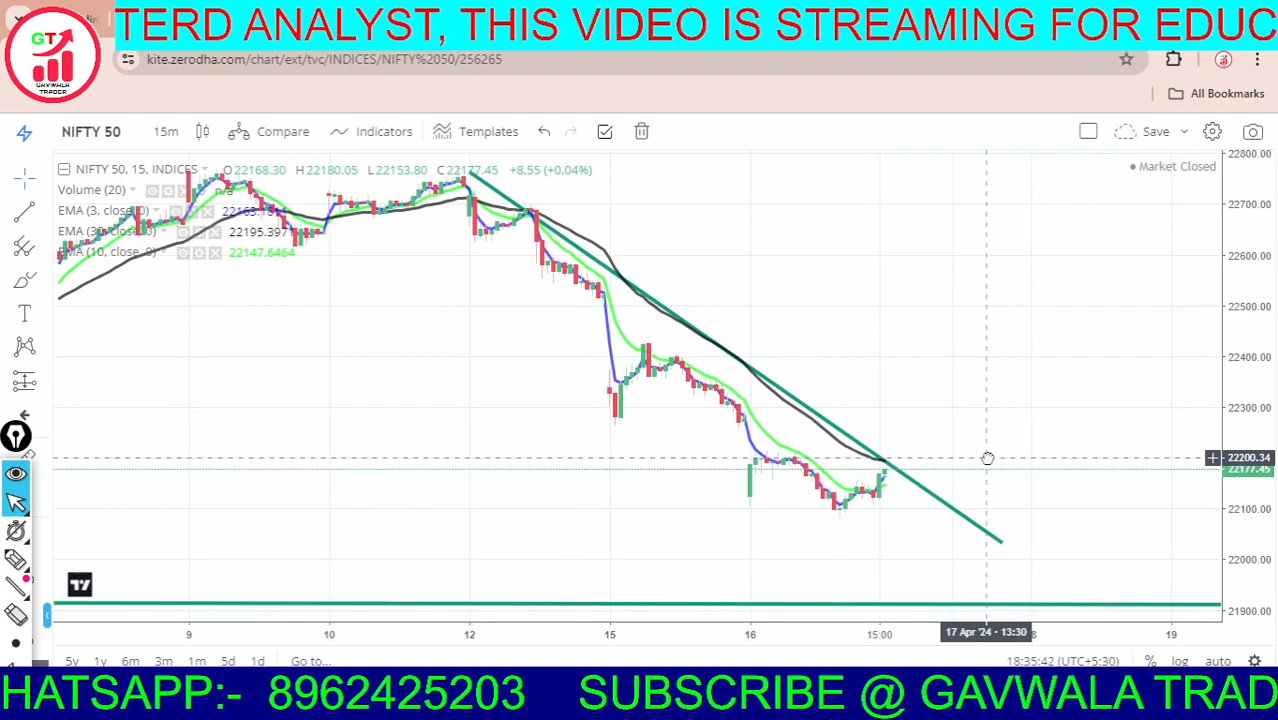 TERD ANALYST, THIS VIDEO IS STREAMING FOR EDUC
GT
GAVWALA
TRADER
kite.zerodha.com/chart/ext/tvc/INDICES/NIFTY%2050/256265
All Bookmarks
NIFTY 50 15m Compare Indicators Templates Save
NIFTY 50, 15, INDICES O22168.30 H22180.05 L22153.80 C22177.45 +8.55 (+0.04%)
Market Closed
Volume (20) n/a
EMA (3, close, 0)
EMA (30, close, 0) 22195.3971
EMA (10, close, 0) 22147.6464
22800.00
22700.00
22600.00
22500.00
22400.00
22300.00
22200.34
22177.45
22100.00
22000.00
21900.00
9 10 12 15 16 15:00 17 Apr '24 - 13:30 8 19
5y 1y 6m 3m 1m 5d 1d Go to... 18:35:42 (UTC+5:30) % log auto
HATSAPP:- 8962425203 SUBSCRIBE @ GAVWALA TRAD